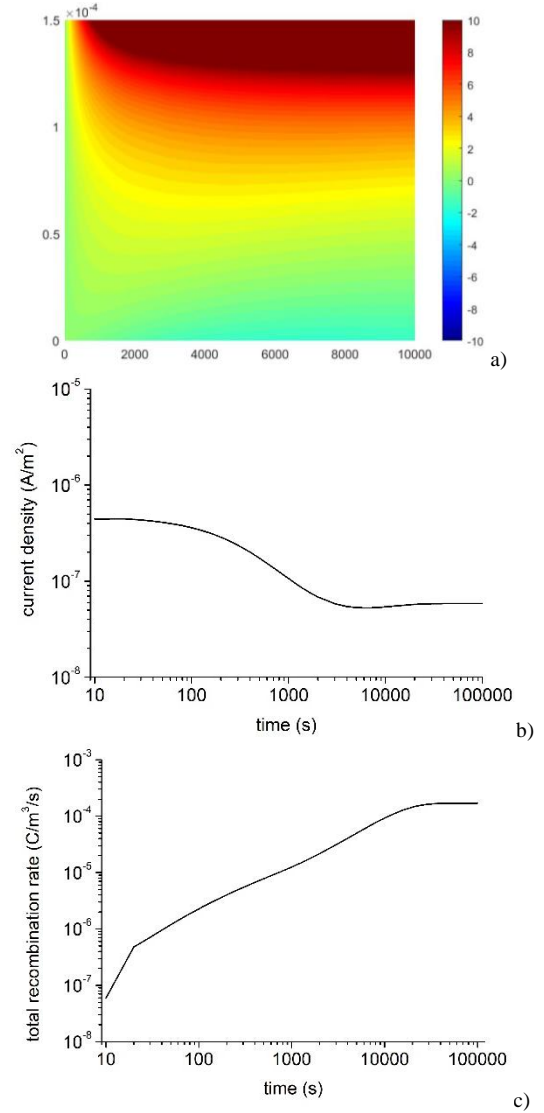 1.5 ×10⁻⁴
1
0.5
0
0 2000 4000 6000 8000 10000
10
8
6
4
2
0
-2
-4
-6
-8
-10
a)
10⁻⁵
10⁻⁶
10⁻⁷
10⁻⁸
current density (A/m²)
10 100 1000 10000 100000
time (s)
b)
10⁻³
10⁻⁴
10⁻⁵
10⁻⁶
10⁻⁷
10⁻⁸
total recombination rate (C/m³/s)
10 100 1000 10000 100000
time (s)
c)